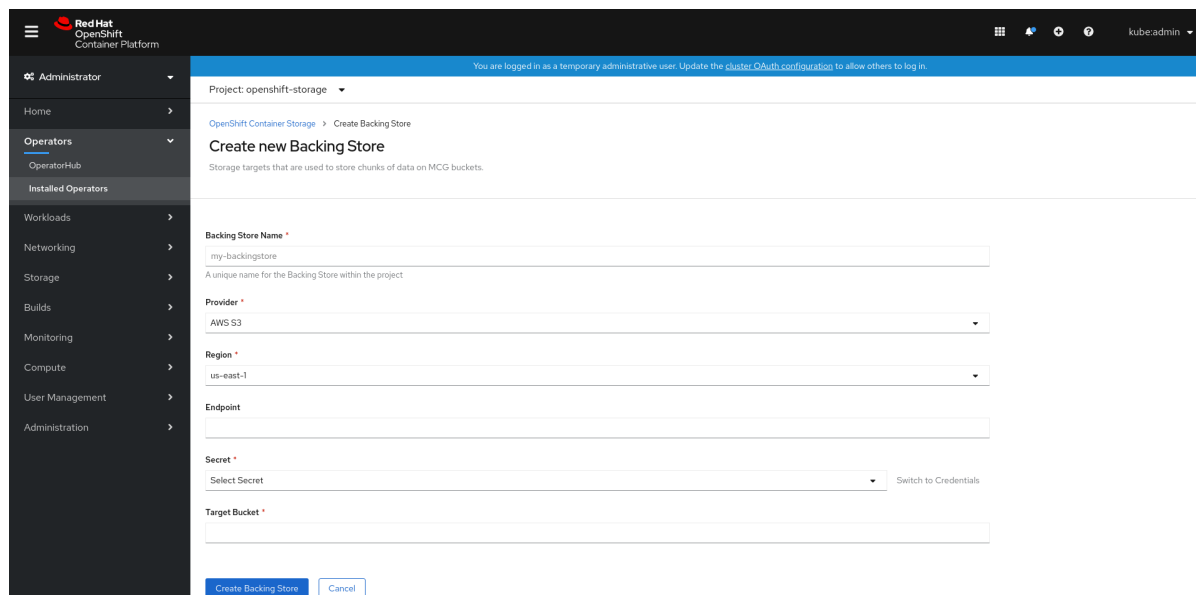 Red Hat
OpenShift
Container Platform
kube:admin
Administrator
You are logged in as a temporary administrative user. Update the cluster OAuth configuration to allow others to log in.
Project: openshift-storage
Home
Operators
OperatorHub
Installed Operators
Workloads
Networking
Storage
Builds
Monitoring
Compute
User Management
Administration
OpenShift Container Storage > Create Backing Store
Create new Backing Store
Storage targets that are used to store chunks of data on MCG buckets.
Backing Store Name *
my-backingstore
A unique name for the Backing Store within the project
Provider *
AWS S3
Region *
us-east-1
Endpoint
Secret *
Select Secret
Switch to Credentials
Target Bucket *
Create Backing Store
Cancel